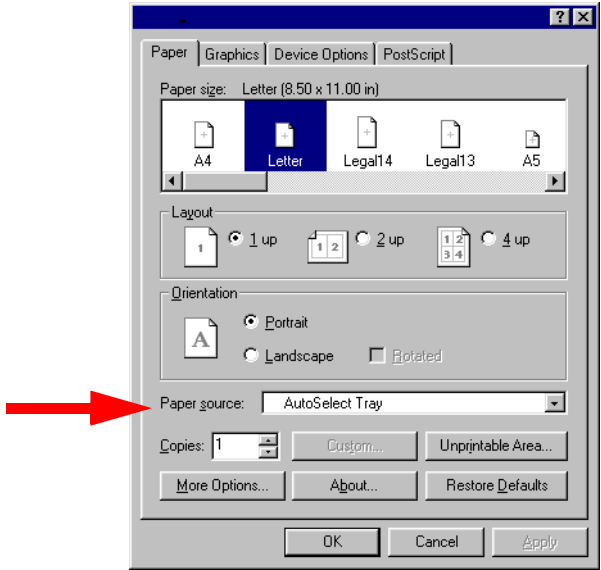 Paper Graphics Device Options PostScript
Paper size: Letter (8.50 x 11.00 in)
A4 Letter Legal14 Legal13 A5
Layout
1 1 up 1 2 2 up 1 2 4 up
3 4
Orientation
A Portrait
Landscape Rotated
Paper source: AutoSelect Tray
Copies: 1 Custom... Unprintable Area...
More Options... About... Restore Defaults
OK Cancel Apply